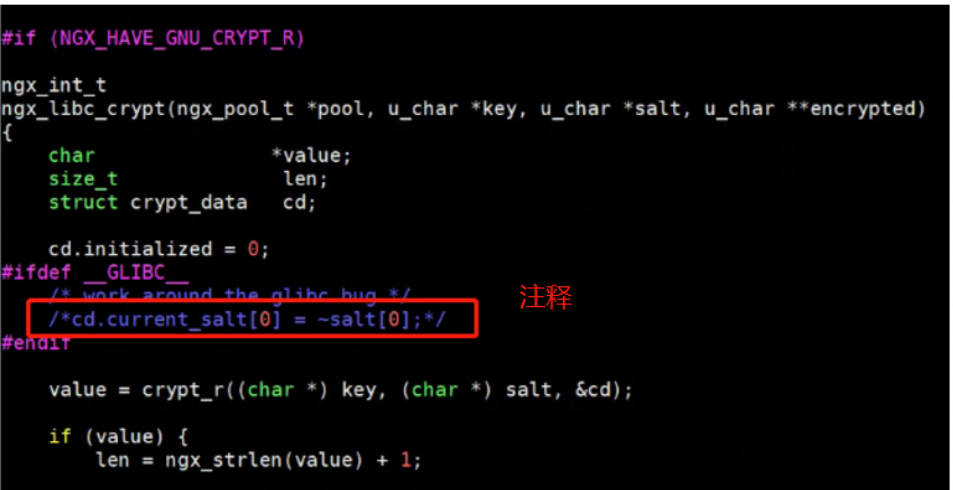 #if (NGX_HAVE_GNU_CRYPT_R)
ngx_int_t
ngx_libc_crypt(ngx_pool_t *pool, u_char *key, u_char *salt, u_char **encrypted)
{
    char               *value;
    size_t              len;
    struct crypt_data   cd;
    cd.initialized = 0;
#ifdef __GLIBC__
    /* work around the glibc bug */
    /*cd.current_salt[0] = ~salt[0];*/
注释
#endif
    value = crypt_r((char *) key, (char *) salt, &cd);
    if (value) {
        len = ngx_strlen(value) + 1;